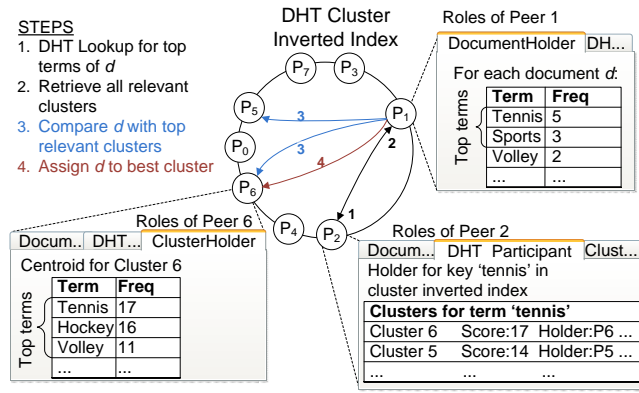 STEPS
1. DHT Lookup for top
terms of d
2. Retrieve all relevant
clusters
3. Compare d with top
relevant clusters
4. Assign d to best cluster
DHT Cluster
Inverted Index
P7
P3
P5
P1
P0
P6
P4
P2
3
3
4
2
1
Roles of Peer 1
DocumentHolder DH...
For each document d:
Top terms
Term Freq
Tennis 5
Sports 3
Volley 2
... ...
Roles of Peer 6
Docum.. DHT... ClusterHolder
Centroid for Cluster 6
Top terms
Term Freq
Tennis 17
Hockey 16
Volley 11
... ...
Roles of Peer 2
Docum... DHT Participant Clust...
Holder for key ‘tennis’ in
cluster inverted index
Clusters for term ‘tennis’
Cluster 6 Score:17 Holder:P6 ...
Cluster 5 Score:14 Holder:P5 ...
... ... ...